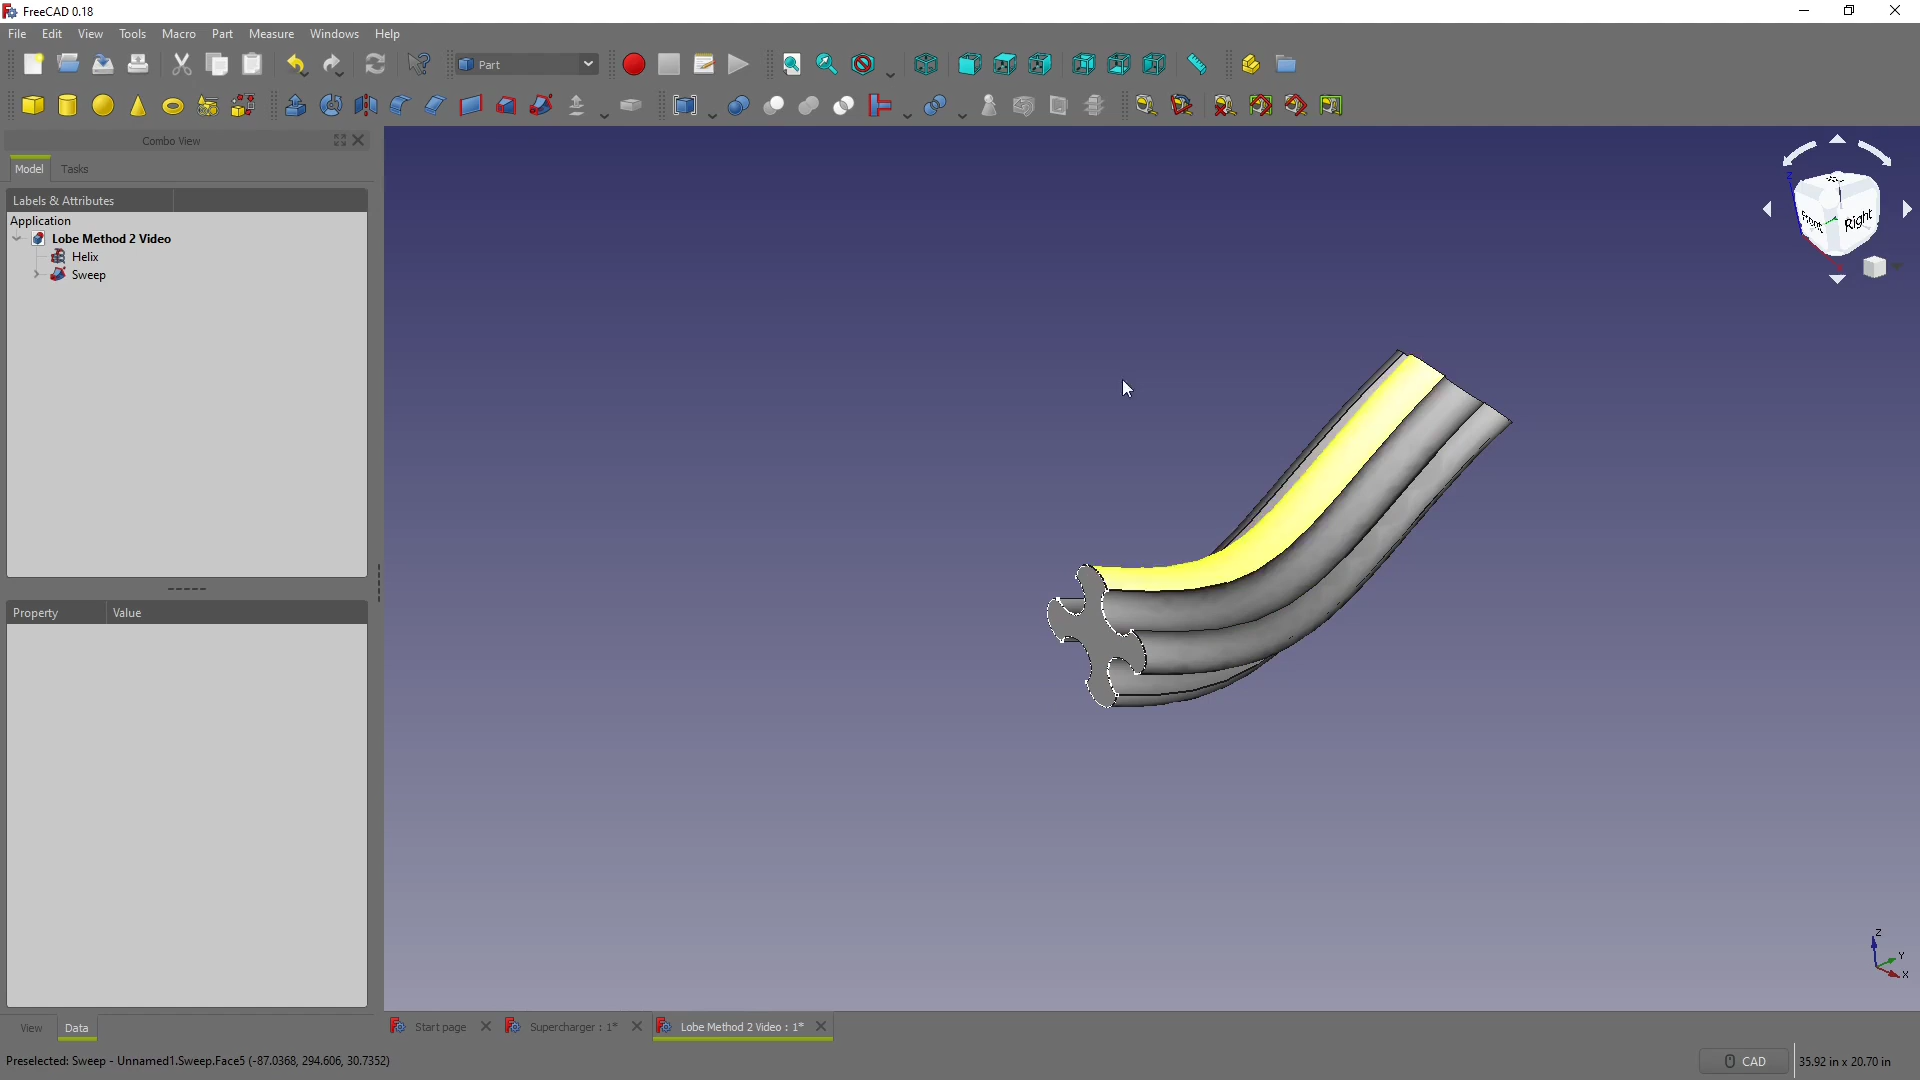 FreeCAD 0.18
File Edit View Tools Macro Part Measure Windows Help
Part
Combo View
Model Tasks
Labels & Attributes
Application
Lobe Method 2 Video
Helix
Sweep
Property Value
View Data
Front Right
Z
Z
Y
X
Start page Supercharger : 1* Lobe Method 2 Video : 1*
Preselected: Sweep - Unnamed1.Sweep.Face5 (-87.0368, 294.606, 30.7352)
CAD 35.92 in x 20.70 in